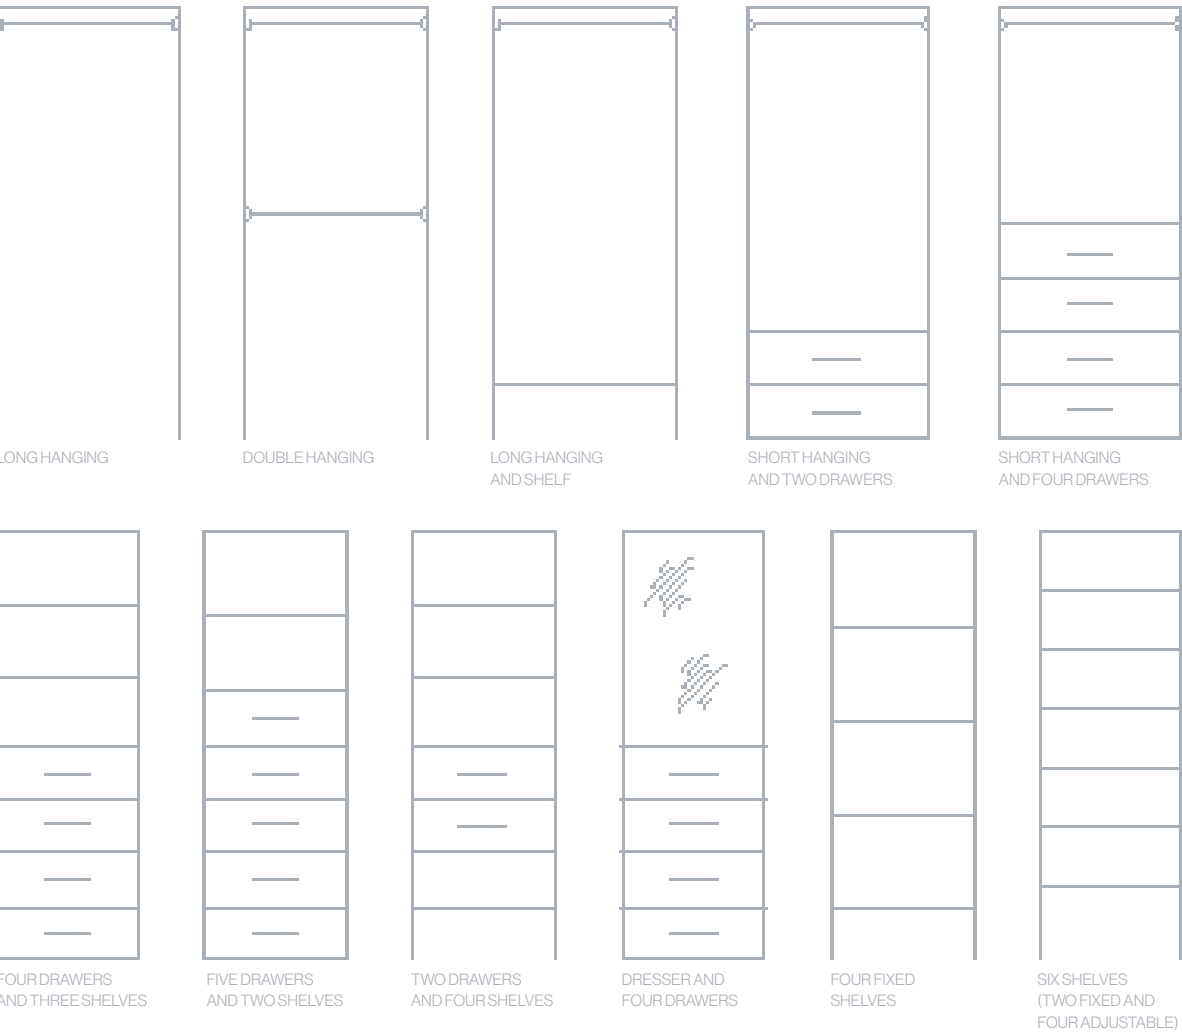 LONG HANGING
DOUBLE HANGING
LONG HANGING
AND SHELF
SHORT HANGING
AND TWO DRAWERS
SHORT HANGING
AND FOUR DRAWERS
FOUR DRAWERS
AND THREE SHELVES
FIVE DRAWERS
AND TWO SHELVES
TWO DRAWERS
AND FOUR SHELVES
DRESSER AND
FOUR DRAWERS
FOUR FIXED
SHELVES
SIX SHELVES
(TWO FIXED AND
FOUR ADJUSTABLE)